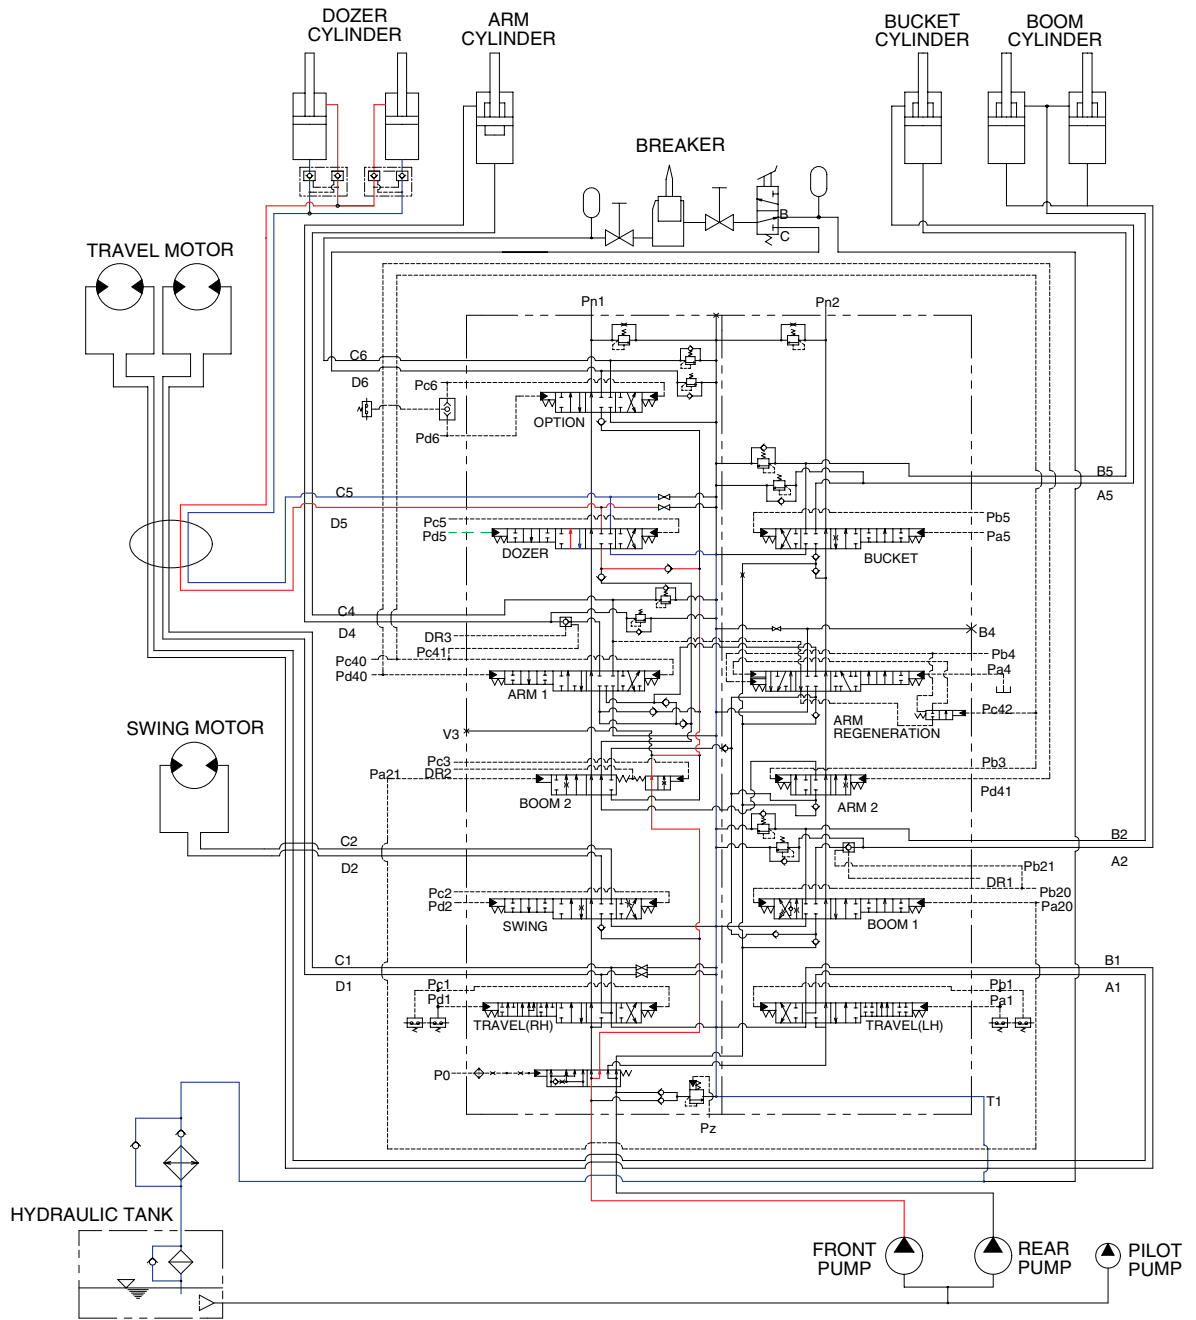 DOZER
CYLINDER
ARM
CYLINDER
BUCKET
CYLINDER
BOOM
CYLINDER
BREAKER
B
C
TRAVEL MOTOR
Pn1
Pn2
C6
D6
Pc6
Pd6
OPTION
C5
D5
Pc5
Pd5
DOZER
B5
A5
Pb5
Pa5
BUCKET
C4
D4
DR3
Pc41
Pc40
Pd40
ARM 1
B4
Pb4
Pa4
Pc42
ARM
REGENERATION
SWING MOTOR
V3
Pc3
DR2
Pa21
BOOM 2
Pb3
Pd41
ARM 2
C2
D2
B2
A2
Pb21
DR1
Pc2
Pd2
SWING
Pb20
Pa20
BOOM 1
C1
D1
Pc1
Pd1
TRAVEL(RH)
B1
A1
Pb1
Pa1
TRAVEL(LH)
P0
Pz
T1
HYDRAULIC TANK
FRONT
PUMP
REAR
PUMP
PILOT
PUMP